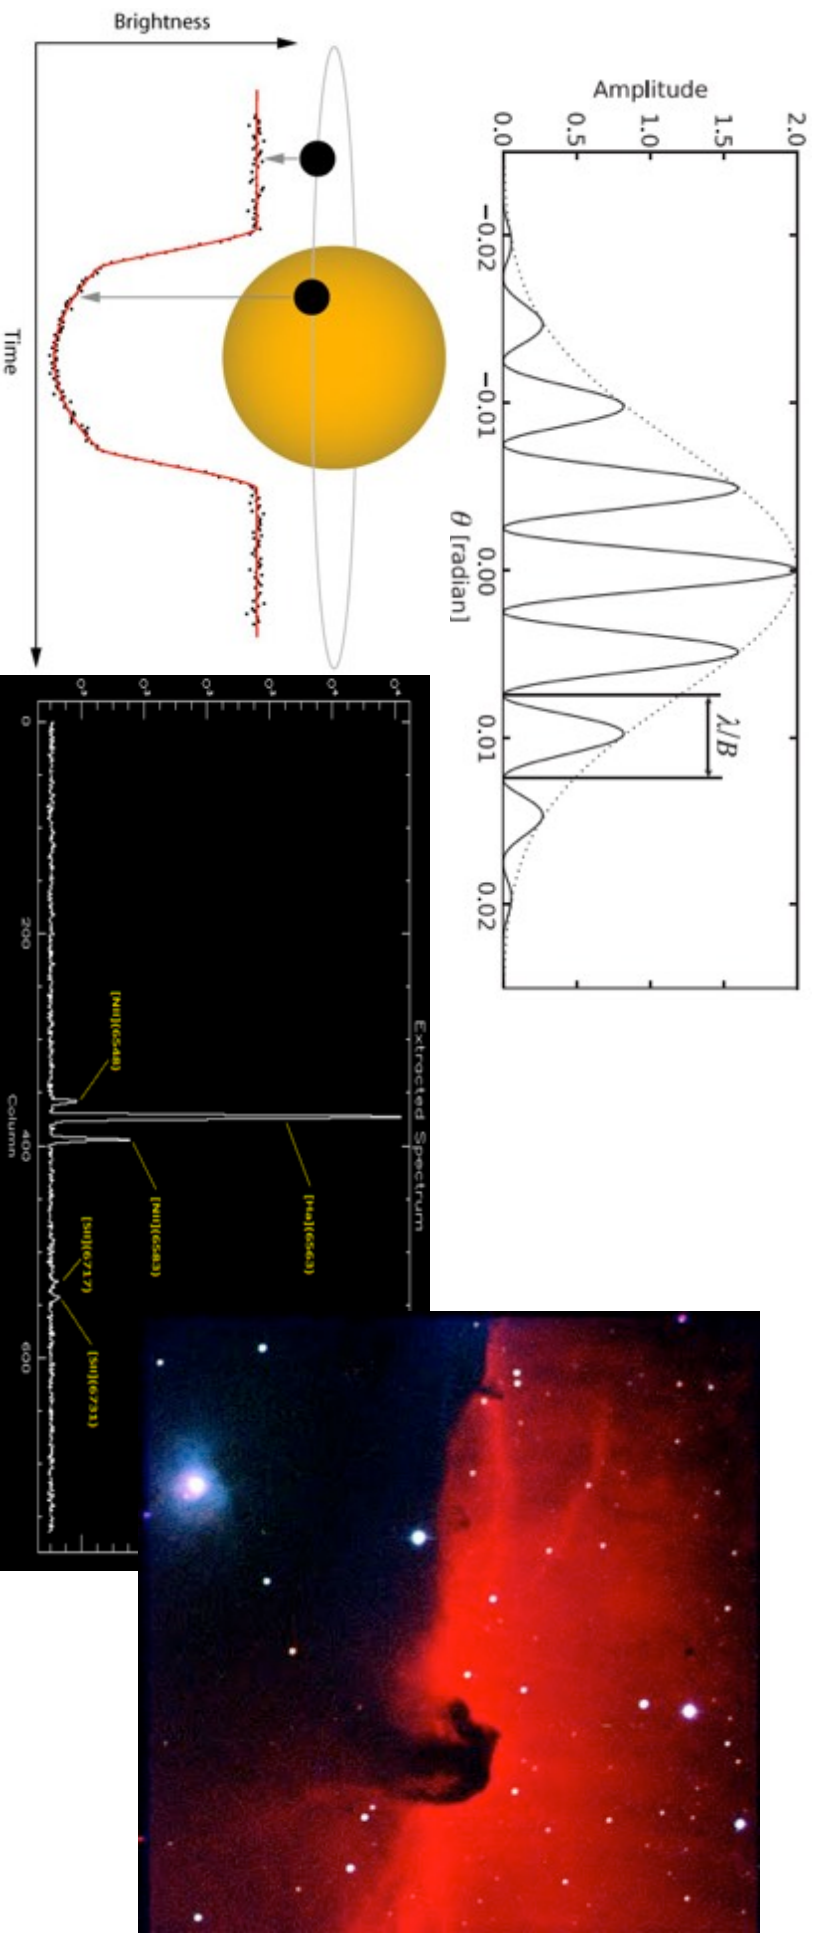 Brightness
Time
Amplitude
0.0
0.5
1.0
1.5
2.0
−0.02
−0.01
0.00
0.01
0.02
θ [radian]
λ/B
Extracted Spectrum
0
200
400
600
Column
[NII](6548)
[Ha](6563)
[NII](6583)
[SII](6717)
[SII](6731)